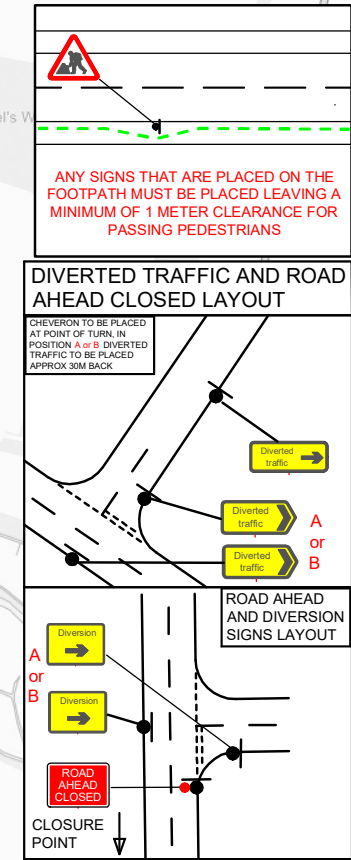 el's W
ANY SIGNS THAT ARE PLACED ON THE
FOOTPATH MUST BE PLACED LEAVING A
MINIMUM OF 1 METER CLEARANCE FOR
PASSING PEDESTRIANS
DIVERTED TRAFFIC AND ROAD
AHEAD CLOSED LAYOUT
CHEVERON TO BE PLACED
AT POINT OF TURN, IN
POSITION A or B DIVERTED
TRAFFIC TO BE PLACED
APPROX 30M BACK
Diverted
traffic
Diverted
traffic
A
or
B
Diverted
traffic
ROAD AHEAD
AND DIVERSION
SIGNS LAYOUT
Diversion
A
or
B
Diversion
ROAD
AHEAD
CLOSED
CLOSURE
POINT